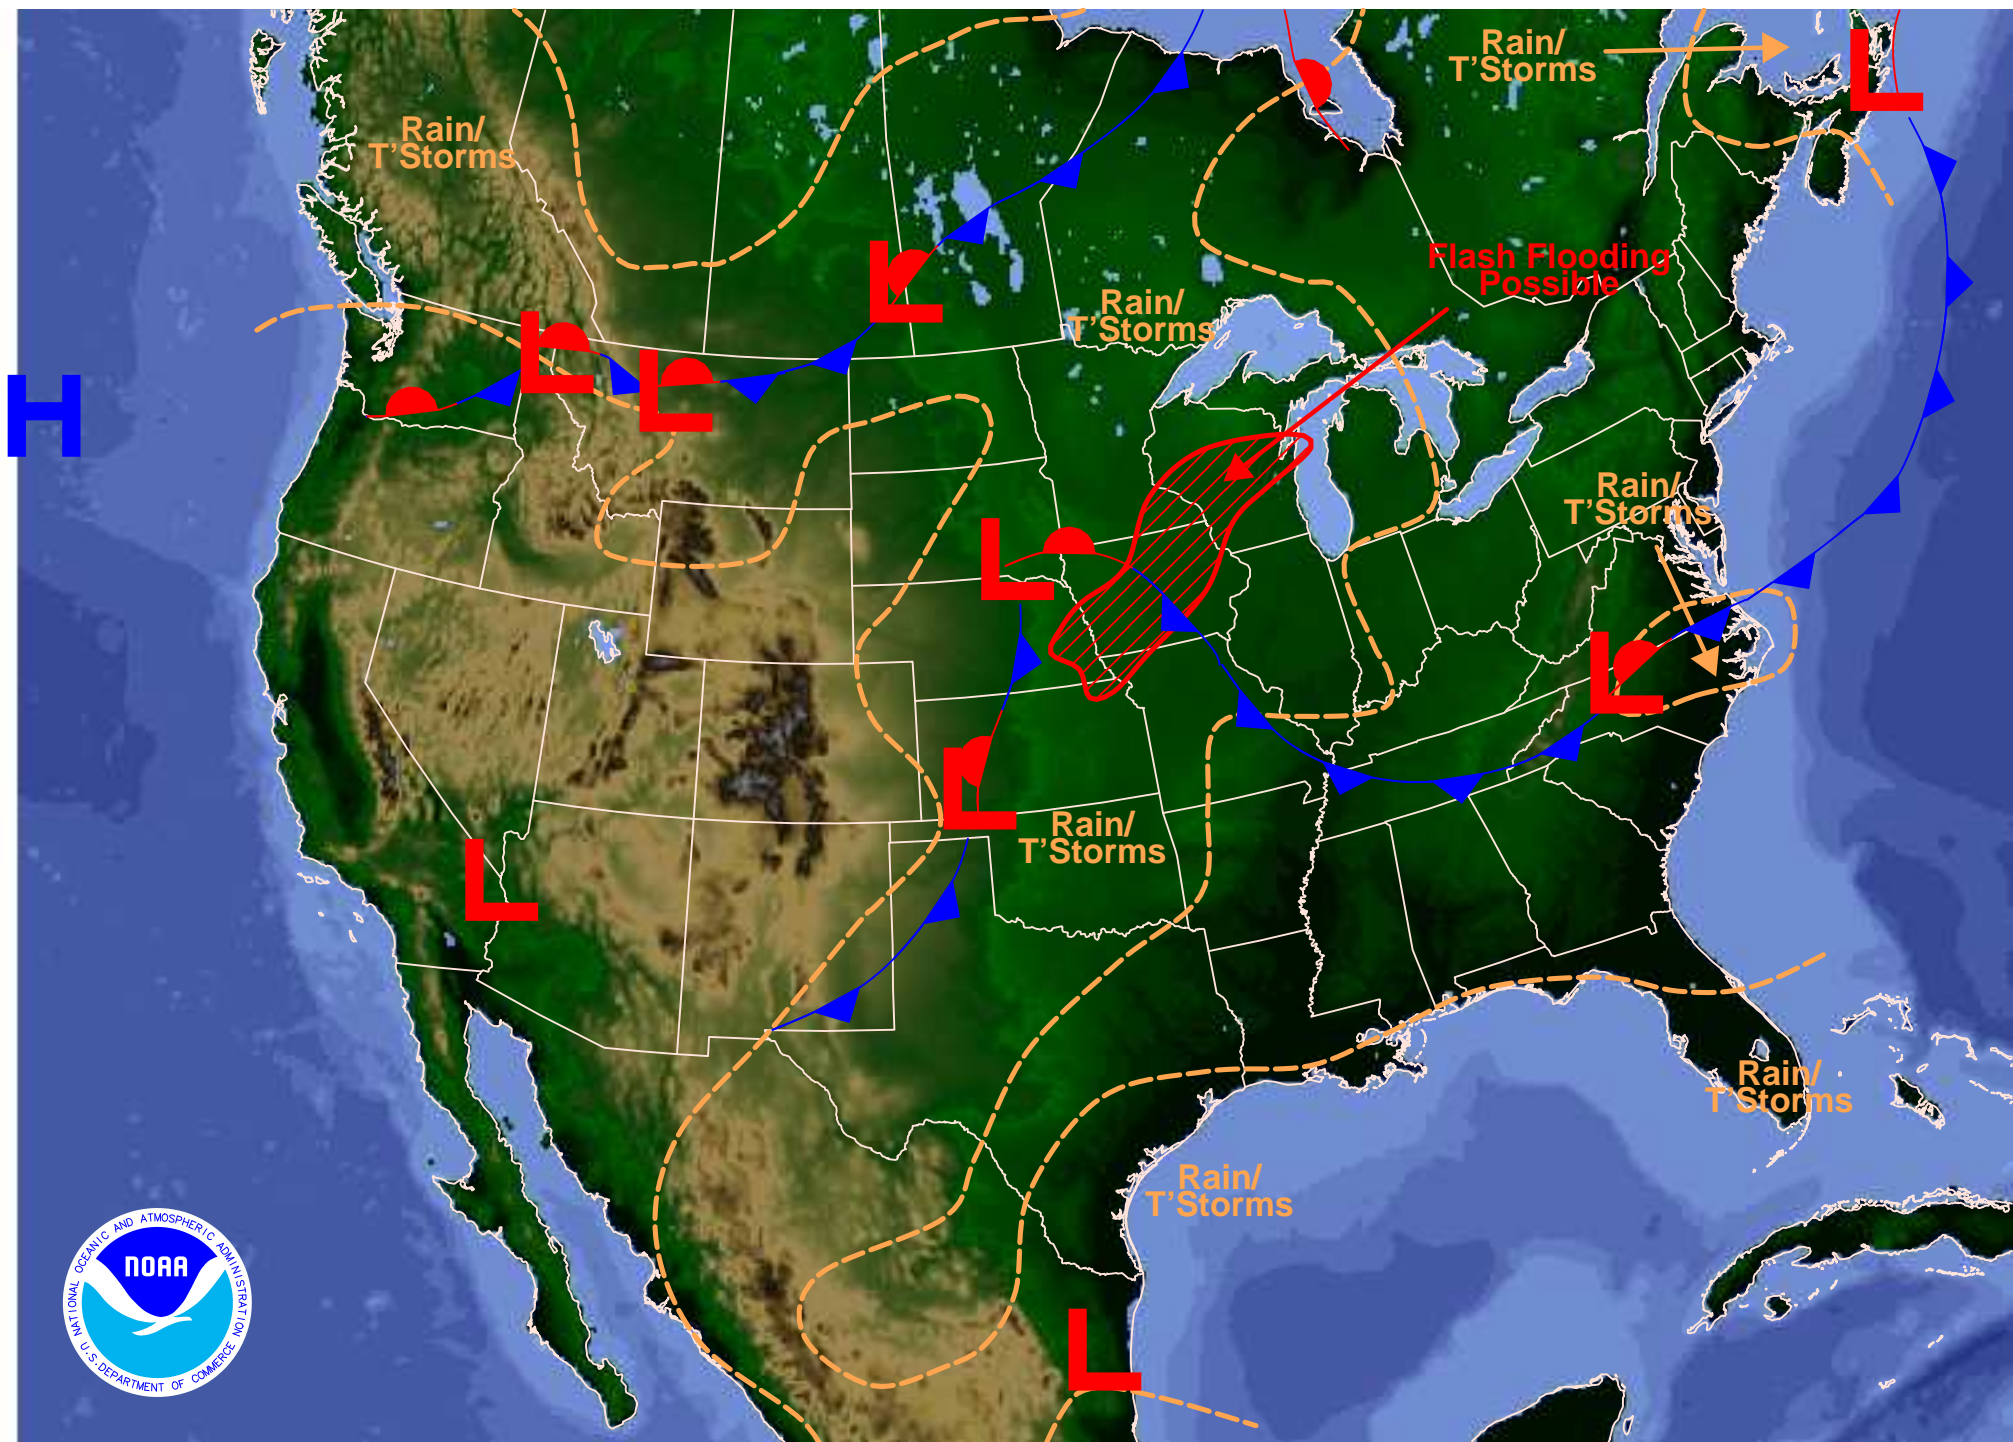 Rain/
T'Storms
Rain/
T'Storms
Flash Flooding
Possible
Rain/
T'Storms
L
L
L
L
L
H
Rain/
T'Storms
L
L
L
Rain/
T'Storms
L
Rain/
T'Storms
Rain/
T'Storms
L
NATIONAL OCEANIC AND ATMOSPHERIC ADMINISTRATION
NOAA
U.S. DEPARTMENT OF COMMERCE